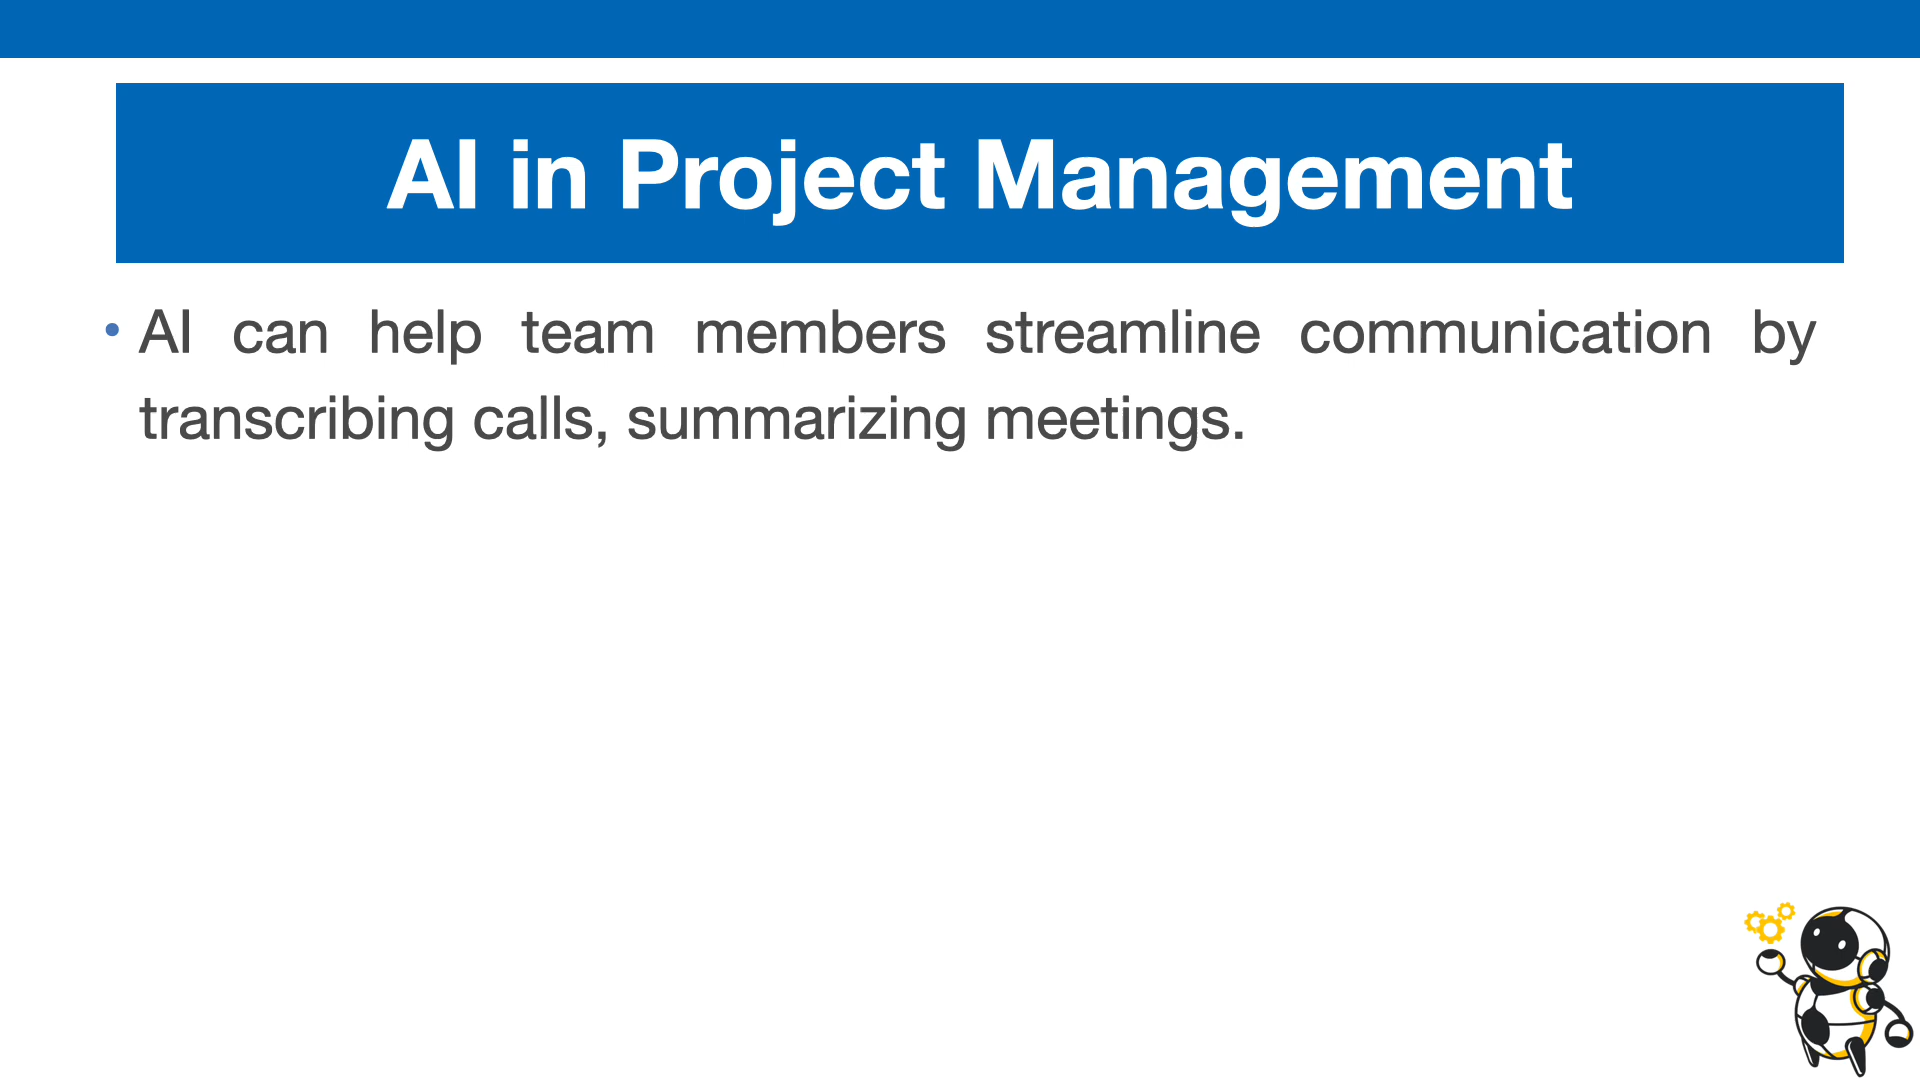 AI in Project Management
• AI can help team members streamline communication by
transcribing calls, summarizing meetings.